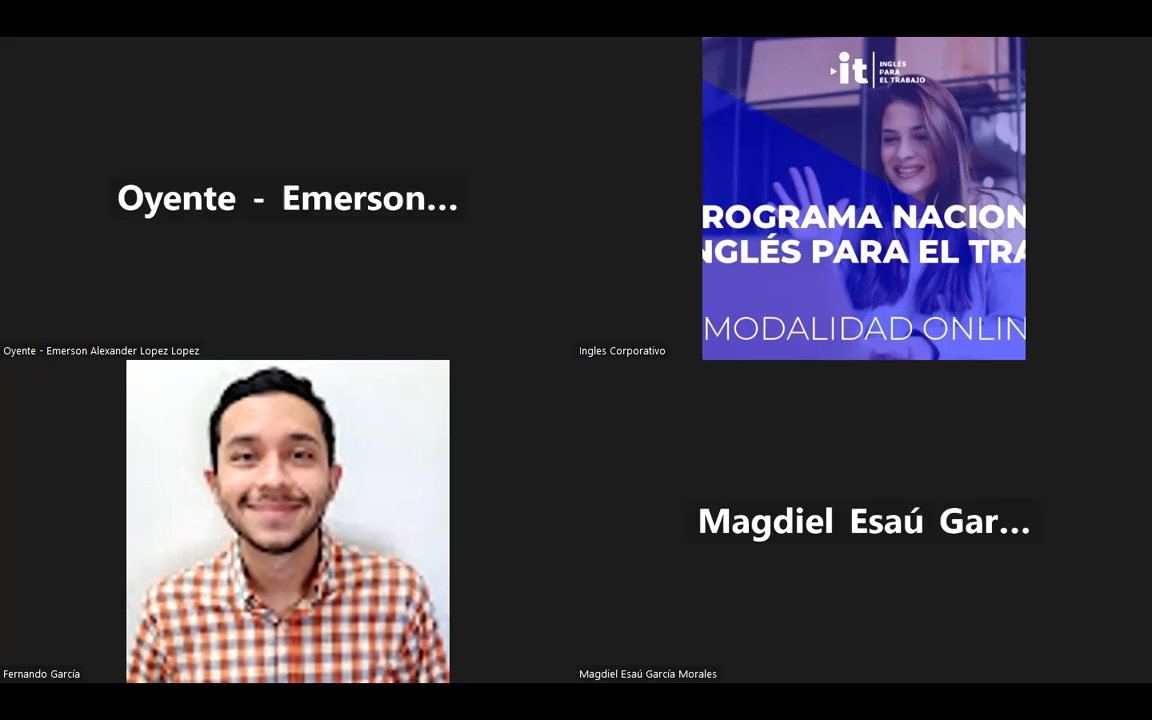 Oyente - Emerson...
it INGLÉS
PARA
EL TRABAJO
ROGRAMA NACION
NGLÉS PARA EL TRA
MODALIDAD ONLIN
Oyente - Emerson Alexander Lopez Lopez
Ingles Corporativo
Magdiel Esaú Gar...
Fernando García
Magdiel Esaú García Morales